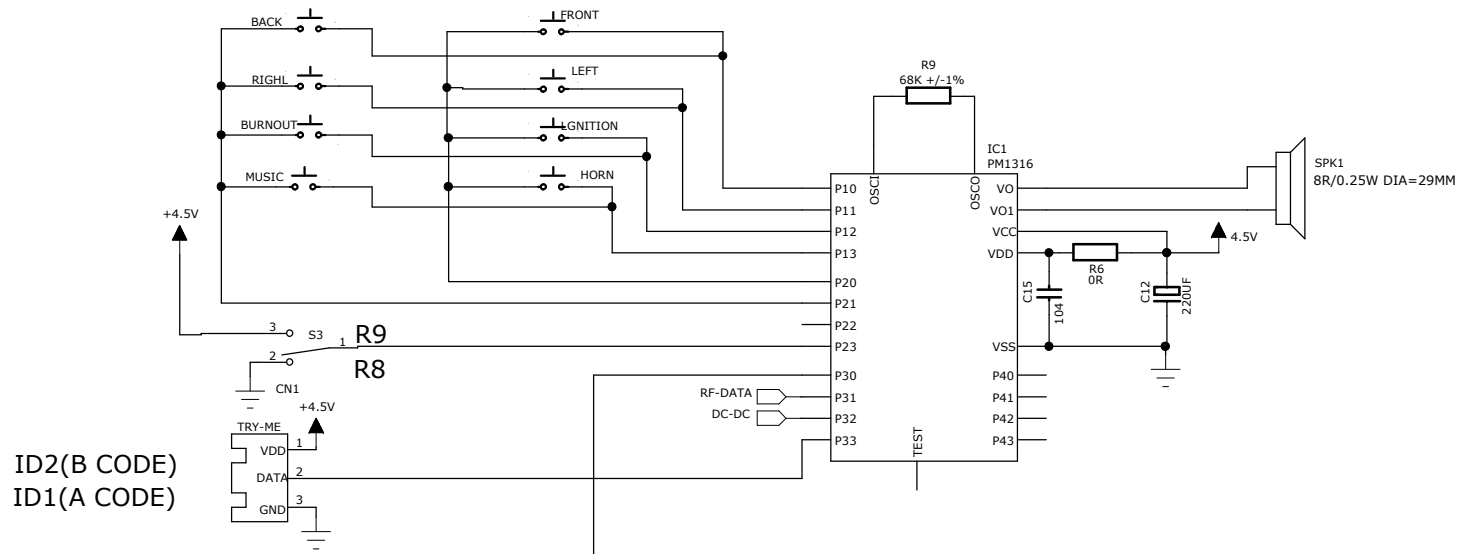 BACK
FRONT
RIGHL
LEFT
BURNOUT
LGNITION
MUSIC
HORN
+4.5V
R9
68K +/-1%
IC1
PM1316
OSCI
OSCO
P10
P11
P12
P13
P20
P21
P22
P23
P30
P31
P32
P33
TEST
VO
VO1
VCC
VDD
VSS
P40
P41
P42
P43
SPK1
8R/0.25W DIA=29MM
4.5V
R6
0R
C15
104
C12
220UF
3
S3
1
2
R9
R8
CN1
+4.5V
RF-DATA
DC-DC
TRY-ME
VDD 1
DATA 2
GND 3
ID2(B CODE)
ID1(A CODE)